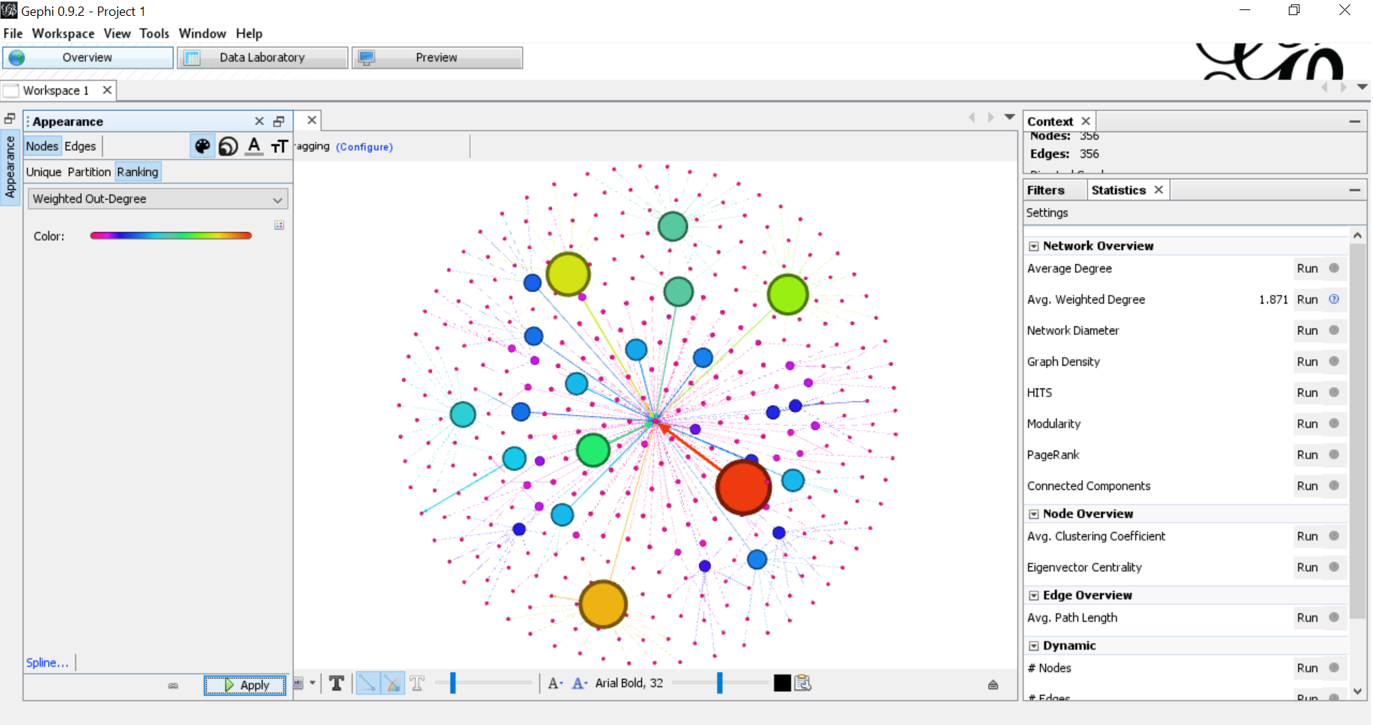 Gephi 0.9.2 - Project 1
File Workspace View Tools Window Help
Overview Data Laboratory Preview
Workspace 1
Appearance
Appearance
Nodes Edges
Unique Partition Ranking
Weighted Out-Degree
Color:
Spline...
Apply
agging (Configure)
A- A- Arial Bold, 32
Context
Nodes: 356
Edges: 356
Filters Statistics
Settings
Network Overview
Average Degree Run
Avg. Weighted Degree 1.871 Run
Network Diameter Run
Graph Density Run
HITS Run
Modularity Run
PageRank Run
Connected Components Run
Node Overview
Avg. Clustering Coefficient Run
Eigenvector Centrality Run
Edge Overview
Avg. Path Length Run
Dynamic
# Nodes Run
# Edges Run